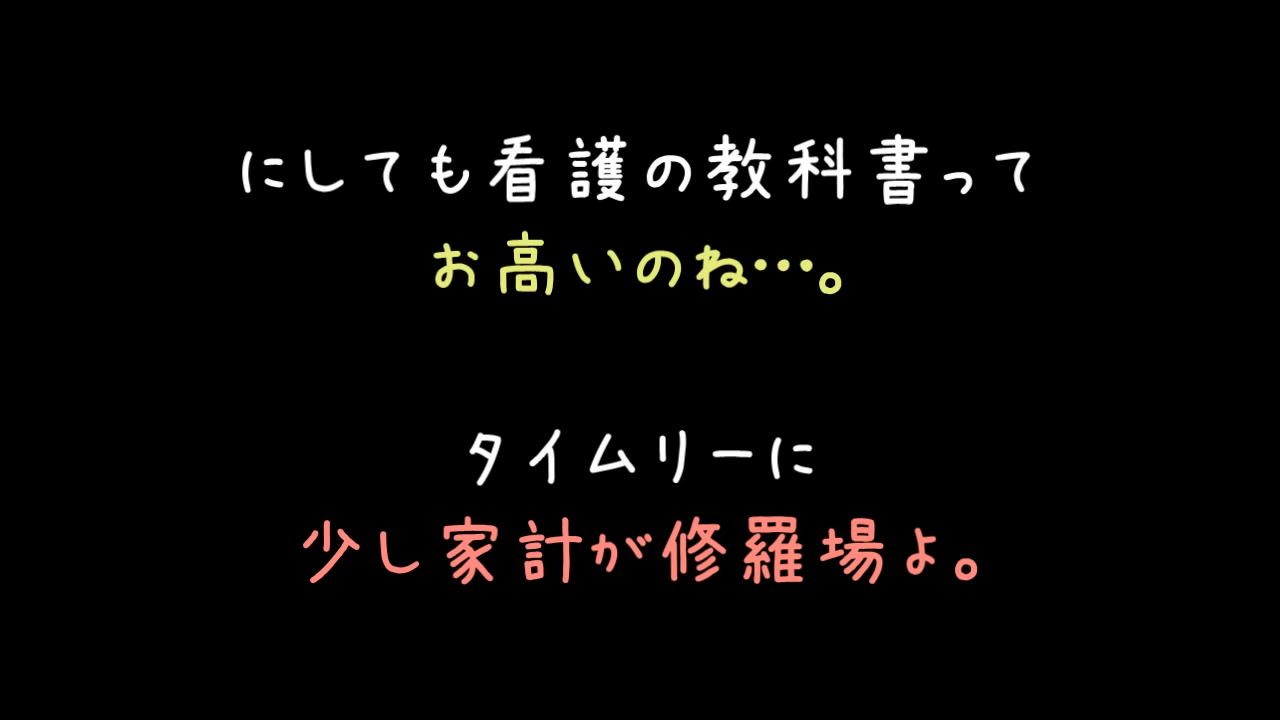 にしても看護の教科書って
お高いのね…。
タイムリーに
少し家計が修羅場よ。